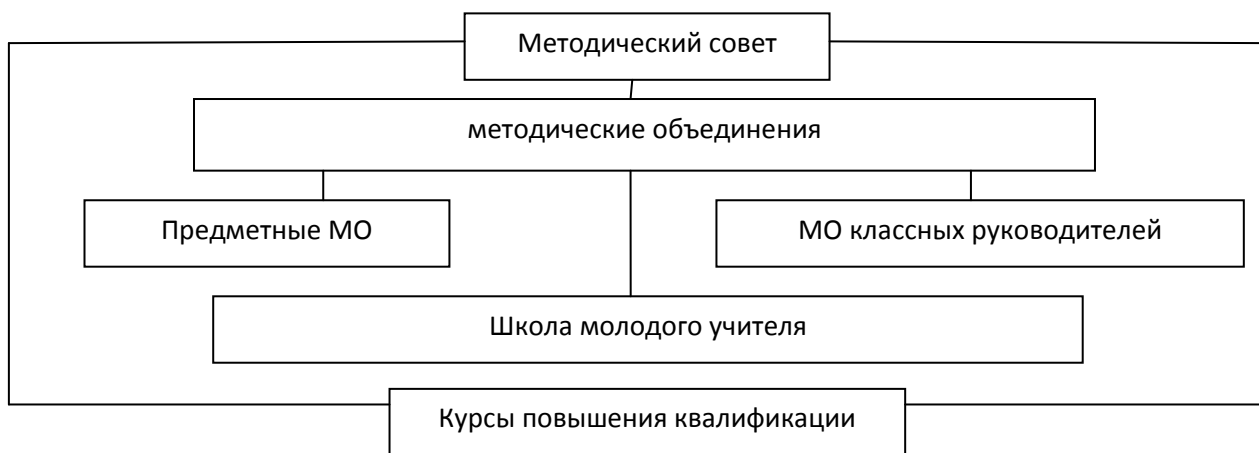 Методический совет
методические объединения
Предметные МО
МО классных руководителей
Школа молодого учителя
Курсы повышения квалификации